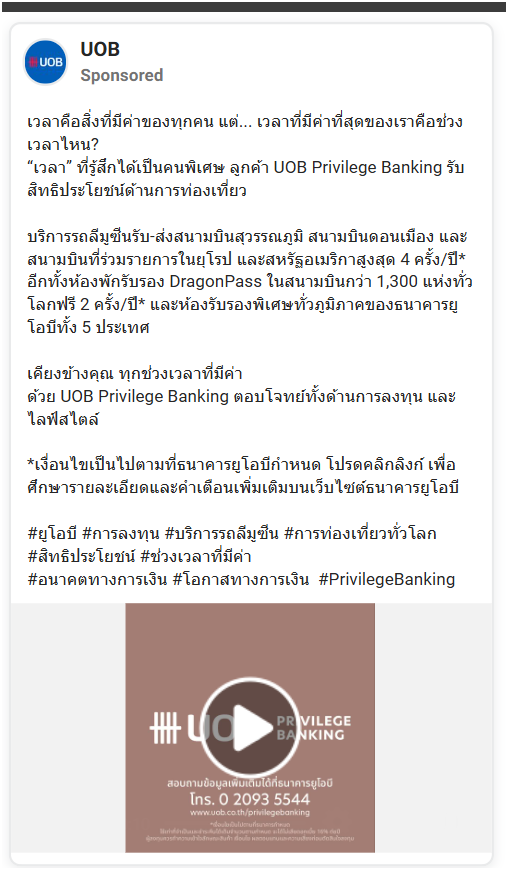 UOB
UOB
Sponsored
เวลาคือสิ่งที่มีค่าของทุกคน แต่... เวลาที่มีค่าที่สุดของเราคือช่วง
เวลาไหน?
“เวลา” ที่รู้สึกได้เป็นคนพิเศษ ลูกค้า UOB Privilege Banking รับ
สิทธิประโยชน์ด้านการท่องเที่ยว
บริการรถลีมูซีนรับ-ส่งสนามบินสุวรรณภูมิ สนามบินดอนเมือง และ
สนามบินที่ร่วมรายการในยุโรป และสหรัฐอเมริกาสูงสุด 4 ครั้ง/ปี*
อีกทั้งห้องพักรับรอง DragonPass ในสนามบินกว่า 1,300 แห่งทั่ว
โลกฟรี 2 ครั้ง/ปี* และห้องรับรองพิเศษทั่วภูมิภาคของธนาคารยู
โอบีทั้ง 5 ประเทศ
เคียงข้างคุณ ทุกช่วงเวลาที่มีค่า
ด้วย UOB Privilege Banking ตอบโจทย์ทั้งด้านการลงทุน และ
ไลฟ์สไตล์
*เงื่อนไขเป็นไปตามที่ธนาคารยูโอบีกำหนด โปรดคลิกลิงก์ เพื่อ
ศึกษารายละเอียดและคำเตือนเพิ่มเติมบนเว็บไซต์ธนาคารยูโอบี
#ยูโอบี #การลงทุน #บริการรถลีมูซีน #การท่องเที่ยวทั่วโลก
#สิทธิประโยชน์ #ช่วงเวลาที่มีค่า
#อนาคตทางการเงิน #โอกาสทางการเงิน #PrivilegeBanking
UOB PRIVILEGE
BANKING
สอบถามข้อมูลเพิ่มเติมได้ที่ธนาคารยูโอบี
โทร. 0 2093 5544
www.uob.co.th/privilegebanking
*เงื่อนไขเป็นไปตามที่ธนาคารกำหนด